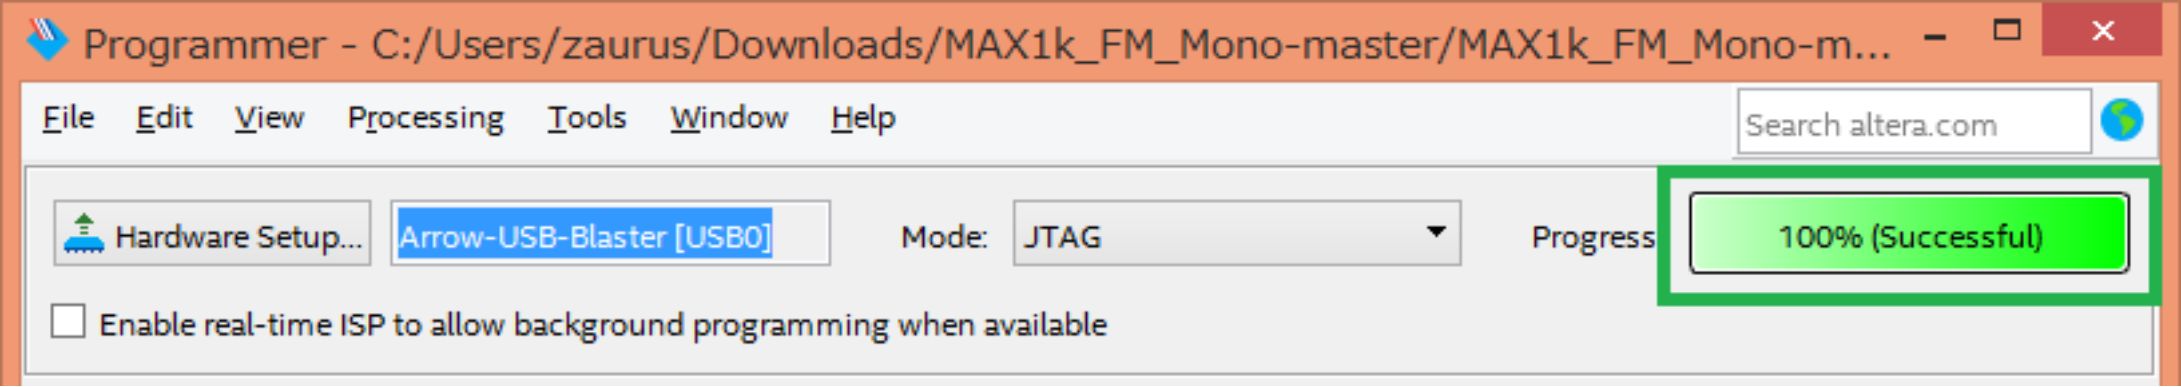 Programmer - C:/Users/zaurus/Downloads/MAX1k_FM_Mono-master/MAX1k_FM_Mono-m...
File Edit View Processing Tools Window Help Search altera.com
Hardware Setup... Arrow-USB-Blaster [USB0] Mode: JTAG Progress 100% (Successful)
Enable real-time ISP to allow background programming when available